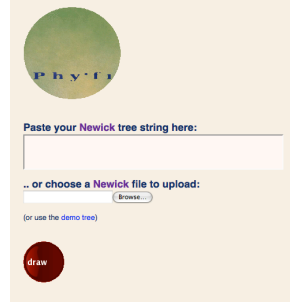 Phy·fi
Paste your Newick tree string here:
.. or choose a Newick file to upload:
Browse...
(or use the demo tree)
draw